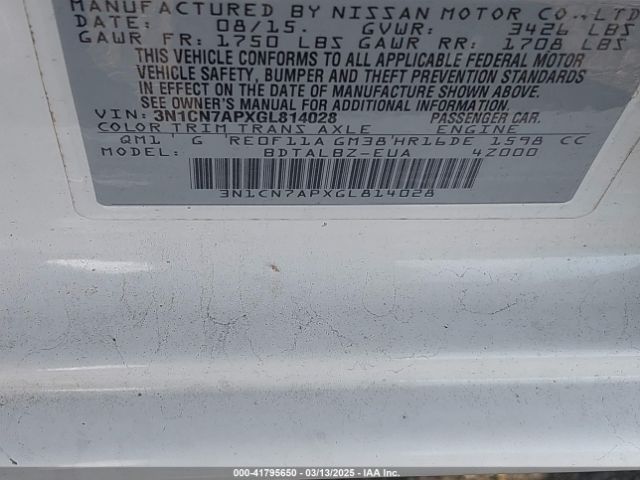 MANUFACTURED BY NISSAN MOTOR CO.,LTD
DATE: 08/15. GVWR: 3426 LBS
GAWR FR: 1750 LBS GAWR RR: 1708 LBS
THIS VEHICLE CONFORMS TO ALL APPLICABLE FEDERAL MOTOR
VEHICLE SAFETY, BUMPER AND THEFT PREVENTION STANDARDS
IN EFFECT ON THE DATE OF MANUFACTURE SHOWN ABOVE.
SEE OWNER'S MANUAL FOR ADDITIONAL INFORMATION.
VIN: 3N1CN7APXGL814028 PASSENGER CAR.
COLOR TRIM TRANS AXLE ENGINE
QM1 G RE0F11A GM38 HR16DE 1598 CC
MODEL: BDTALBZ-EUA 4Z000
3N1CN7APXGL814028
000-41795650 | 03/13/2025 | IAA Inc.